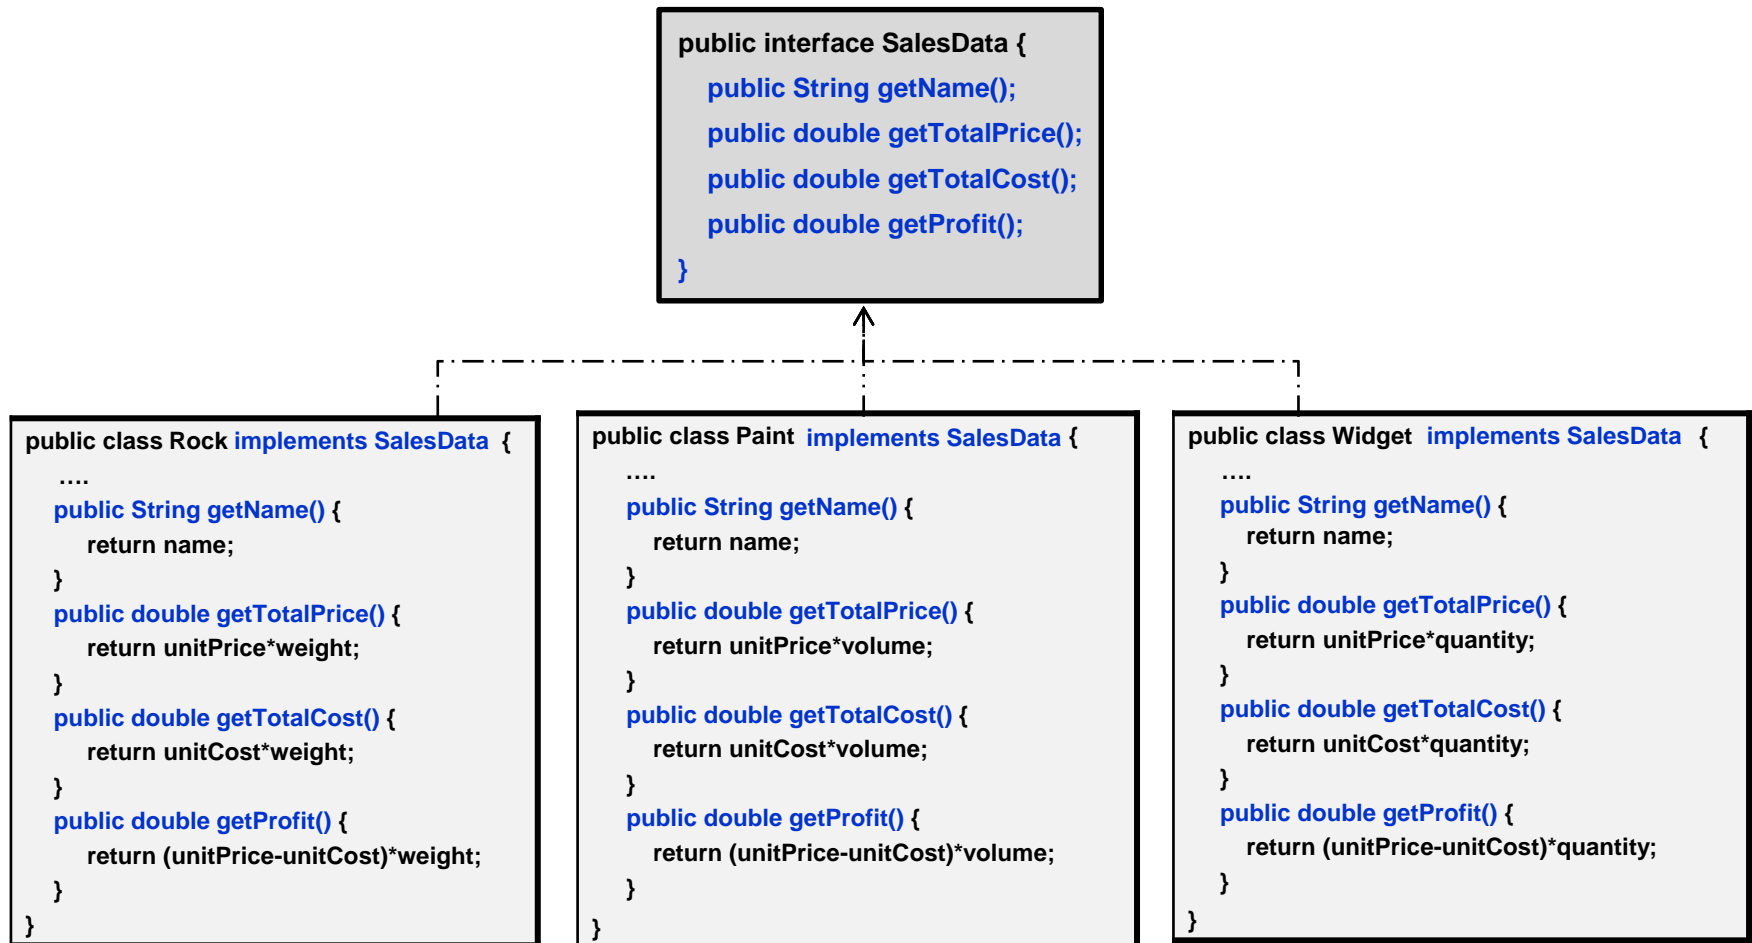 public interface SalesData {
public String getName();
public double getTotalPrice();
public double getTotalCost();
public double getProfit();
}
public class Rock implements SalesData {
....
public String getName() {
return name;
}
public double getTotalPrice() {
return unitPrice*weight;
}
public double getTotalCost() {
return unitCost*weight;
}
public double getProfit() {
return (unitPrice-unitCost)*weight;
}
}
public class Paint implements SalesData {
....
public String getName() {
return name;
}
public double getTotalPrice() {
return unitPrice*volume;
}
public double getTotalCost() {
return unitCost*volume;
}
public double getProfit() {
return (unitPrice-unitCost)*volume;
}
}
public class Widget implements SalesData {
....
public String getName() {
return name;
}
public double getTotalPrice() {
return unitPrice*quantity;
}
public double getTotalCost() {
return unitCost*quantity;
}
public double getProfit() {
return (unitPrice-unitCost)*quantity;
}
}